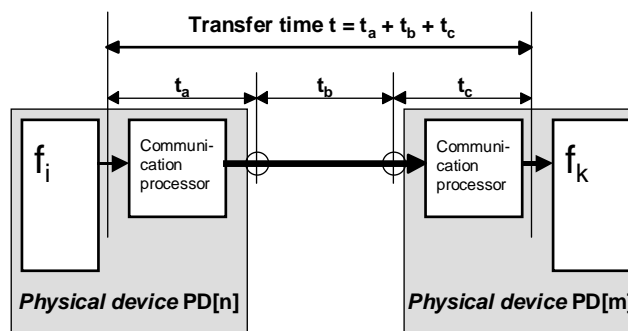 Transfer time t = ta + tb + tc
ta
tb
tc
fi
Communi-
cation
processor
Communi-
cation
processor
fk
Physical device PD[n]
Physical device PD[m]